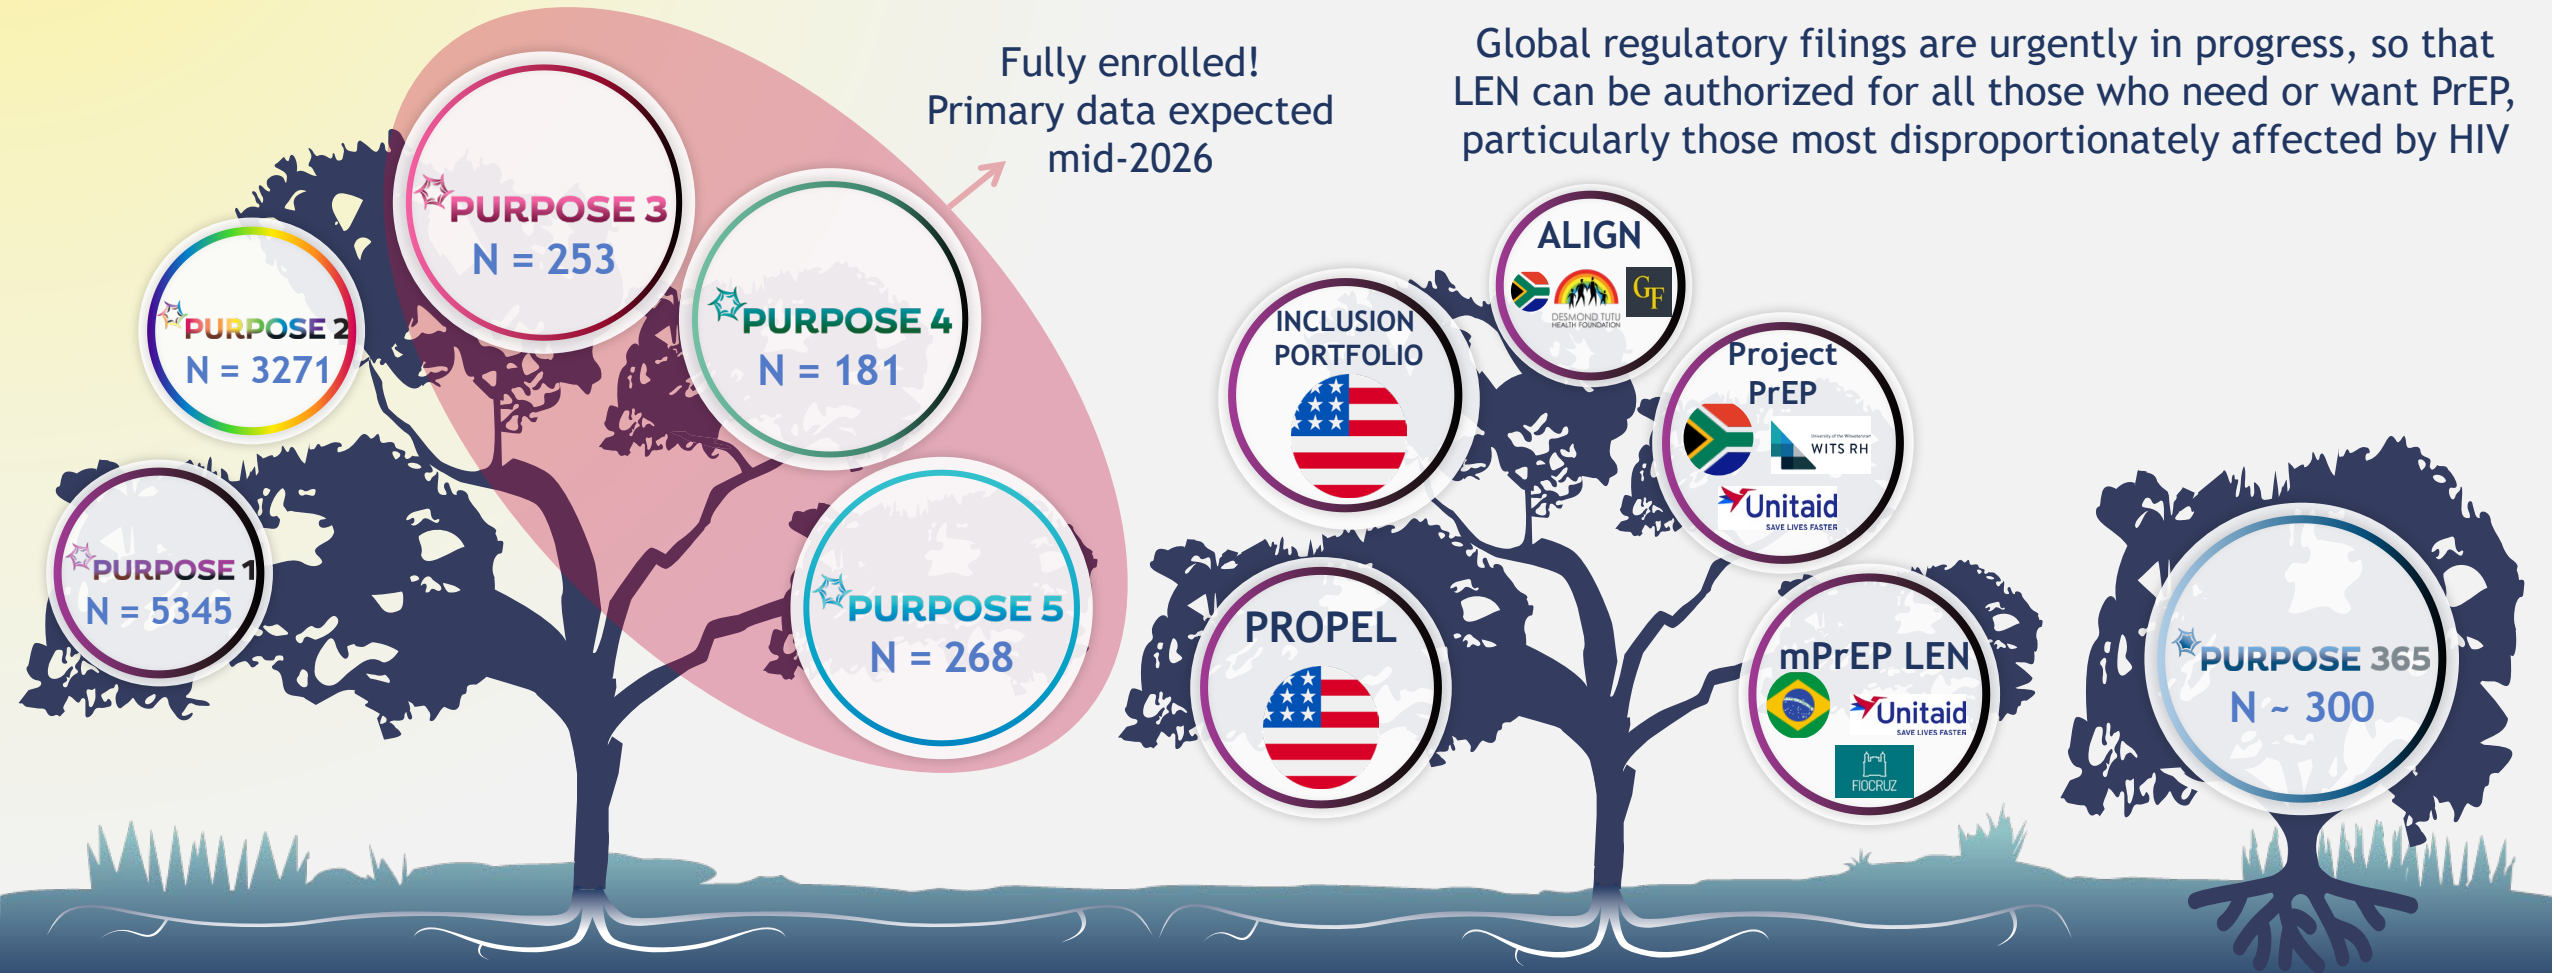 Fully enrolled!
Primary data expected
mid-2026
Global regulatory filings are urgently in progress, so that
LEN can be authorized for all those who need or want PrEP,
particularly those most disproportionately affected by HIV
PURPOSE 3
N = 253
PURPOSE 4
N = 181
PURPOSE 2
N = 3271
PURPOSE 1
N = 5345
PURPOSE 5
N = 268
ALIGN
DESMOND TUTU
HEALTH FOUNDATION
GF
INCLUSION
PORTFOLIO
Project
PrEP
University of the Witwatersrand
WITS RH
Unitaid
SAVE LIVES FASTER
PROPEL
mPrEP LEN
Unitaid
SAVE LIVES FASTER
FIOCRUZ
PURPOSE 365
N ~ 300